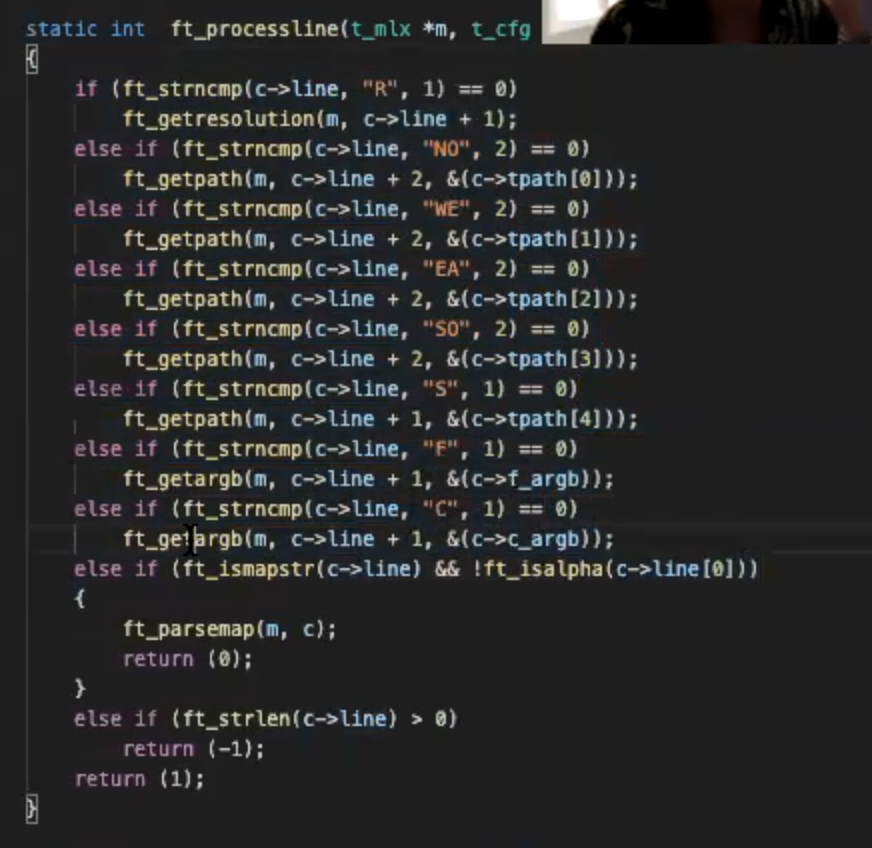 static int  ft_processline(t_mlx *m, t_cfg
{
    if (ft_strncmp(c->line, "R", 1) == 0)
        ft_getresolution(m, c->line + 1);
    else if (ft_strncmp(c->line, "NO", 2) == 0)
        ft_getpath(m, c->line + 2, &(c->tpath[0]));
    else if (ft_strncmp(c->line, "WE", 2) == 0)
        ft_getpath(m, c->line + 2, &(c->tpath[1]));
    else if (ft_strncmp(c->line, "EA", 2) == 0)
        ft_getpath(m, c->line + 2, &(c->tpath[2]));
    else if (ft_strncmp(c->line, "SO", 2) == 0)
        ft_getpath(m, c->line + 2, &(c->tpath[3]));
    else if (ft_strncmp(c->line, "S", 1) == 0)
        ft_getpath(m, c->line + 1, &(c->tpath[4]));
    else if (ft_strncmp(c->line, "F", 1) == 0)
        ft_getargb(m, c->line + 1, &(c->f_argb));
    else if (ft_strncmp(c->line, "C", 1) == 0)
        ft_getargb(m, c->line + 1, &(c->c_argb));
    else if (ft_ismapstr(c->line) && !ft_isalpha(c->line[0]))
    {
        ft_parsemap(m, c);
        return (0);
    }
    else if (ft_strlen(c->line) > 0)
        return (-1);
    return (1);
}